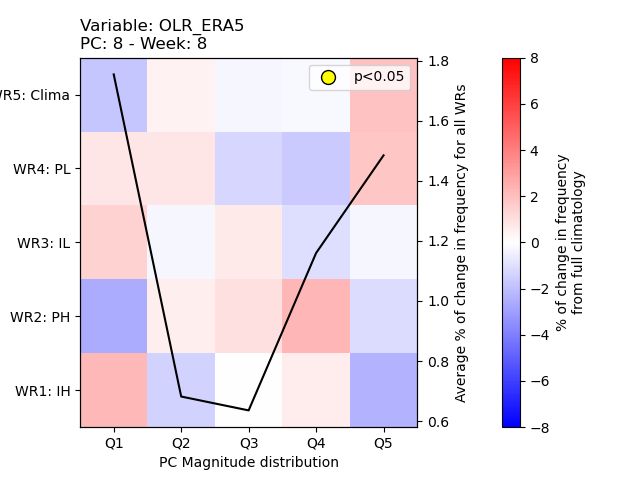 Variable: OLR_ERA5
PC: 8 - Week: 8
p<0.05
WR5: Clima
WR4: PL
WR3: IL
WR2: PH
WR1: IH
Q1 Q2 Q3 Q4 Q5
PC Magnitude distribution
1.8
1.6
1.4
1.2
1.0
0.8
0.6
Average % of change in frequency for all WRs
8
6
4
2
0
−2
−4
−6
−8
% of change in frequency
from full climatology